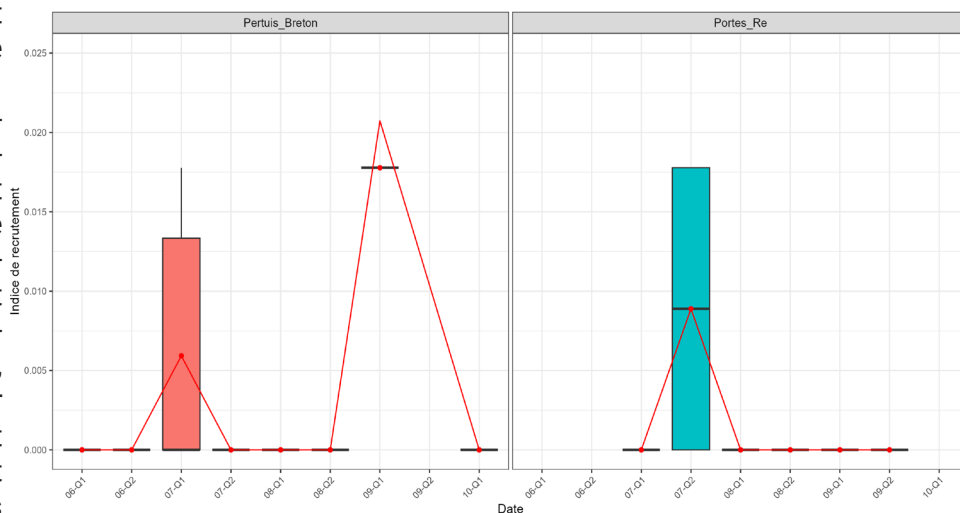 Pertuis_Breton
Portes_Re
Indice de recrutement
0.025
0.020
0.015
0.010
0.005
0.000
06-Q1
06-Q2
07-Q1
07-Q2
08-Q1
08-Q2
09-Q1
09-Q2
10-Q1
06-Q1
06-Q2
07-Q1
07-Q2
08-Q1
08-Q2
09-Q1
09-Q2
10-Q1
Date